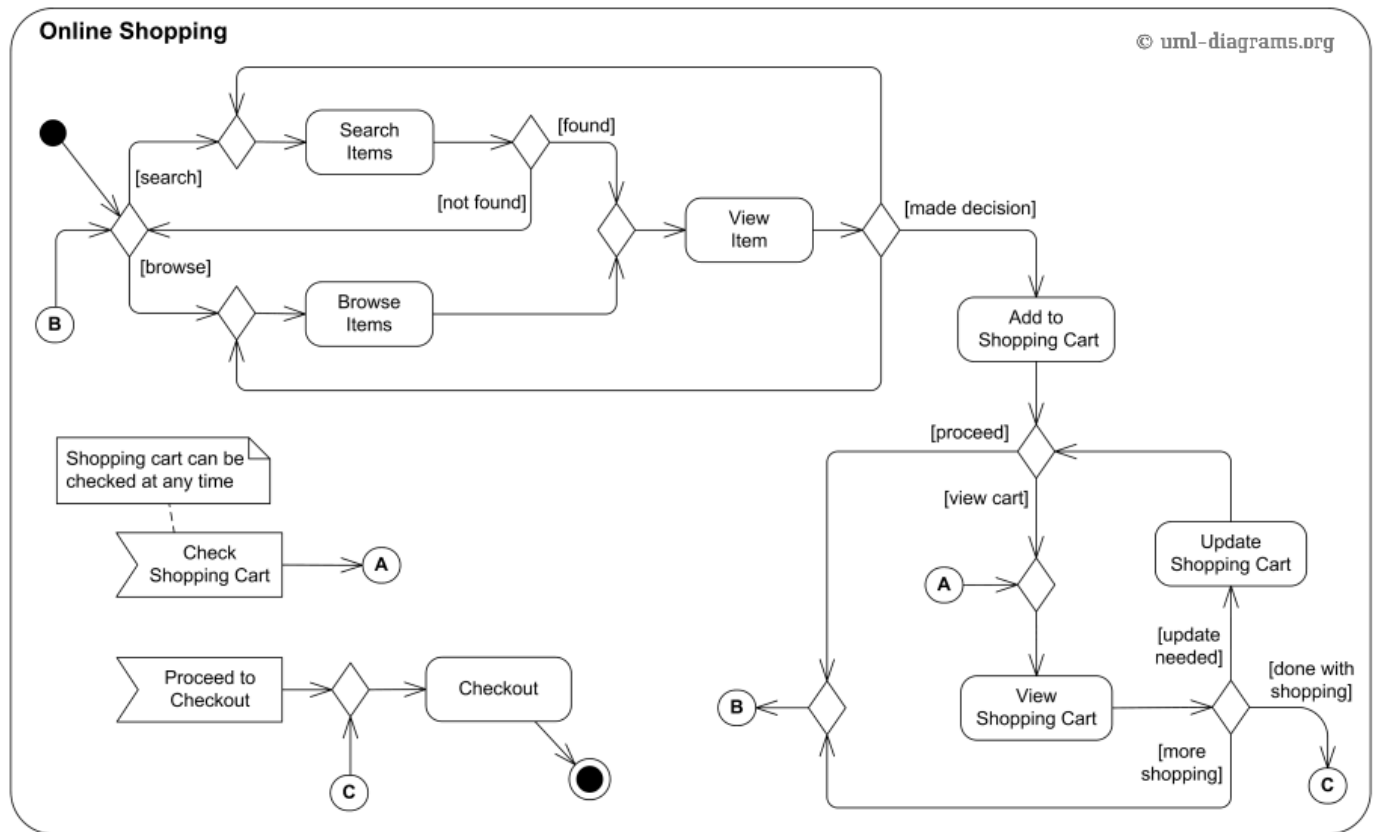 Online Shopping
© uml-diagrams.org
Search
Items
[found]
[search]
[not found]
View
Item
[made decision]
[browse]
Browse
Items
B
Add to
Shopping Cart
[proceed]
Shopping cart can be
checked at any time
[view cart]
Check
Shopping Cart
A
A
Update
Shopping Cart
[update
needed]
[done with
shopping]
Proceed to
Checkout
Checkout
B
View
Shopping Cart
[more
shopping]
C
C